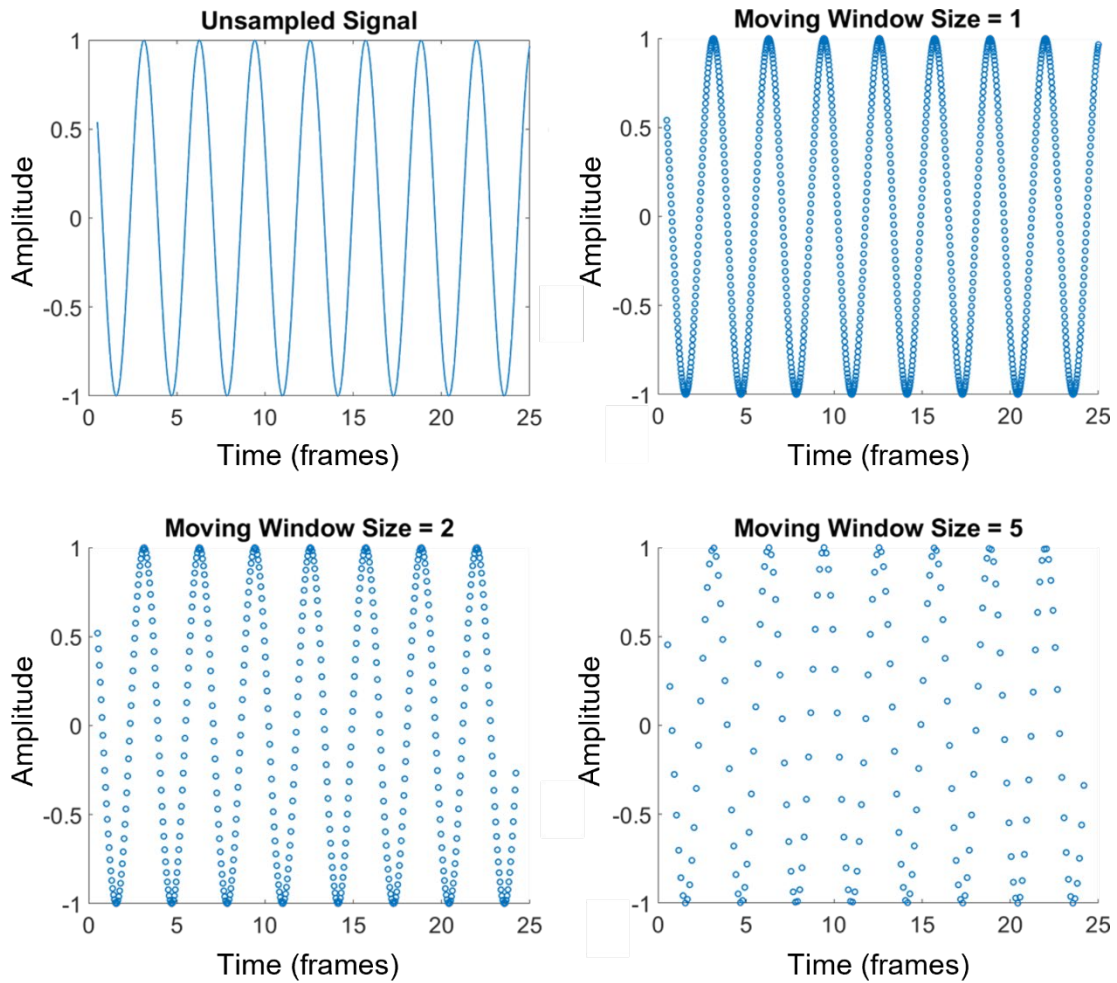 Unsampled Signal
1
0.5
0
-0.5
-1
Amplitude
0 5 10 15 20 25
Time (frames)
Moving Window Size = 1
1
0.5
0
-0.5
-1
Amplitude
0 5 10 15 20 25
Time (frames)
Moving Window Size = 2
1
0.5
0
-0.5
-1
Amplitude
0 5 10 15 20 25
Time (frames)
Moving Window Size = 5
1
0.5
0
-0.5
-1
Amplitude
0 5 10 15 20 25
Time (frames)